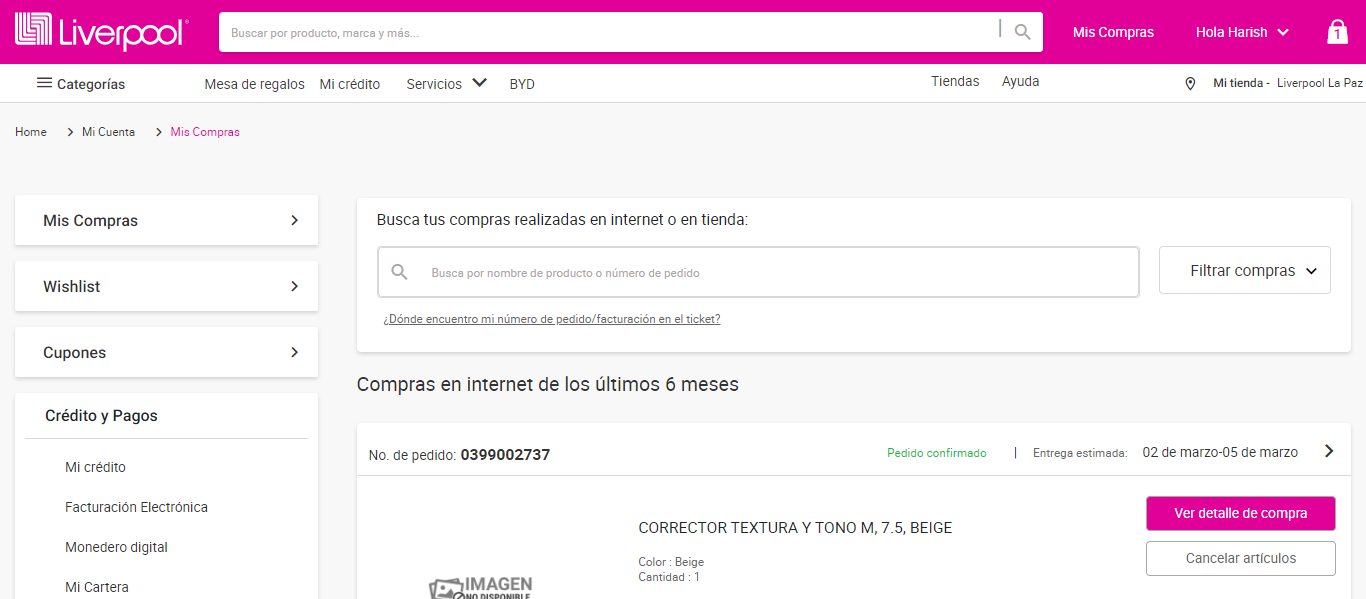 Liverpool
Buscar por producto, marca y más...
Mis Compras
Hola Harish
1
Categorías
Mesa de regalos
Mi crédito
Servicios
BYD
Tiendas
Ayuda
Mi tienda - Liverpool La Paz
Home
Mi Cuenta
Mis Compras
Mis Compras
Wishlist
Cupones
Crédito y Pagos
Mi crédito
Facturación Electrónica
Monedero digital
Mi Cartera
Busca tus compras realizadas en internet o en tienda:
Busca por nombre de producto o número de pedido
Filtrar compras
¿Dónde encuentro mi número de pedido/facturación en el ticket?
Compras en internet de los últimos 6 meses
No. de pedido: 0399002737
Pedido confirmado
|
Entrega estimada: 02 de marzo-05 de marzo
CORRECTOR TEXTURA Y TONO M, 7.5, BEIGE
Color : Beige
Cantidad : 1
IMAGEN
NO DISPONIBLE
Ver detalle de compra
Cancelar artículos